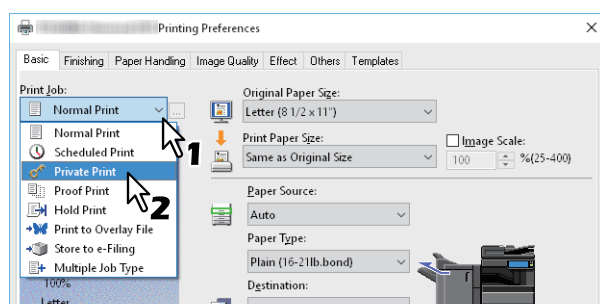 Printing Preferences
Basic Finishing Paper Handling Image Quality Effect Others Templates
Print Job:
Normal Print
...
Normal Print
Scheduled Print
Private Print
Proof Print
Hold Print
Print to Overlay File
Store to e-Filing
Multiple Job Type
100%
Letter
1
2
Original Paper Size:
Letter (8 1/2 x 11")
Print Paper Size:
Same as Original Size
Image Scale:
100 %(25-400)
Paper Source:
Auto
Paper Type:
Plain (16-21lb.bond)
Destination: